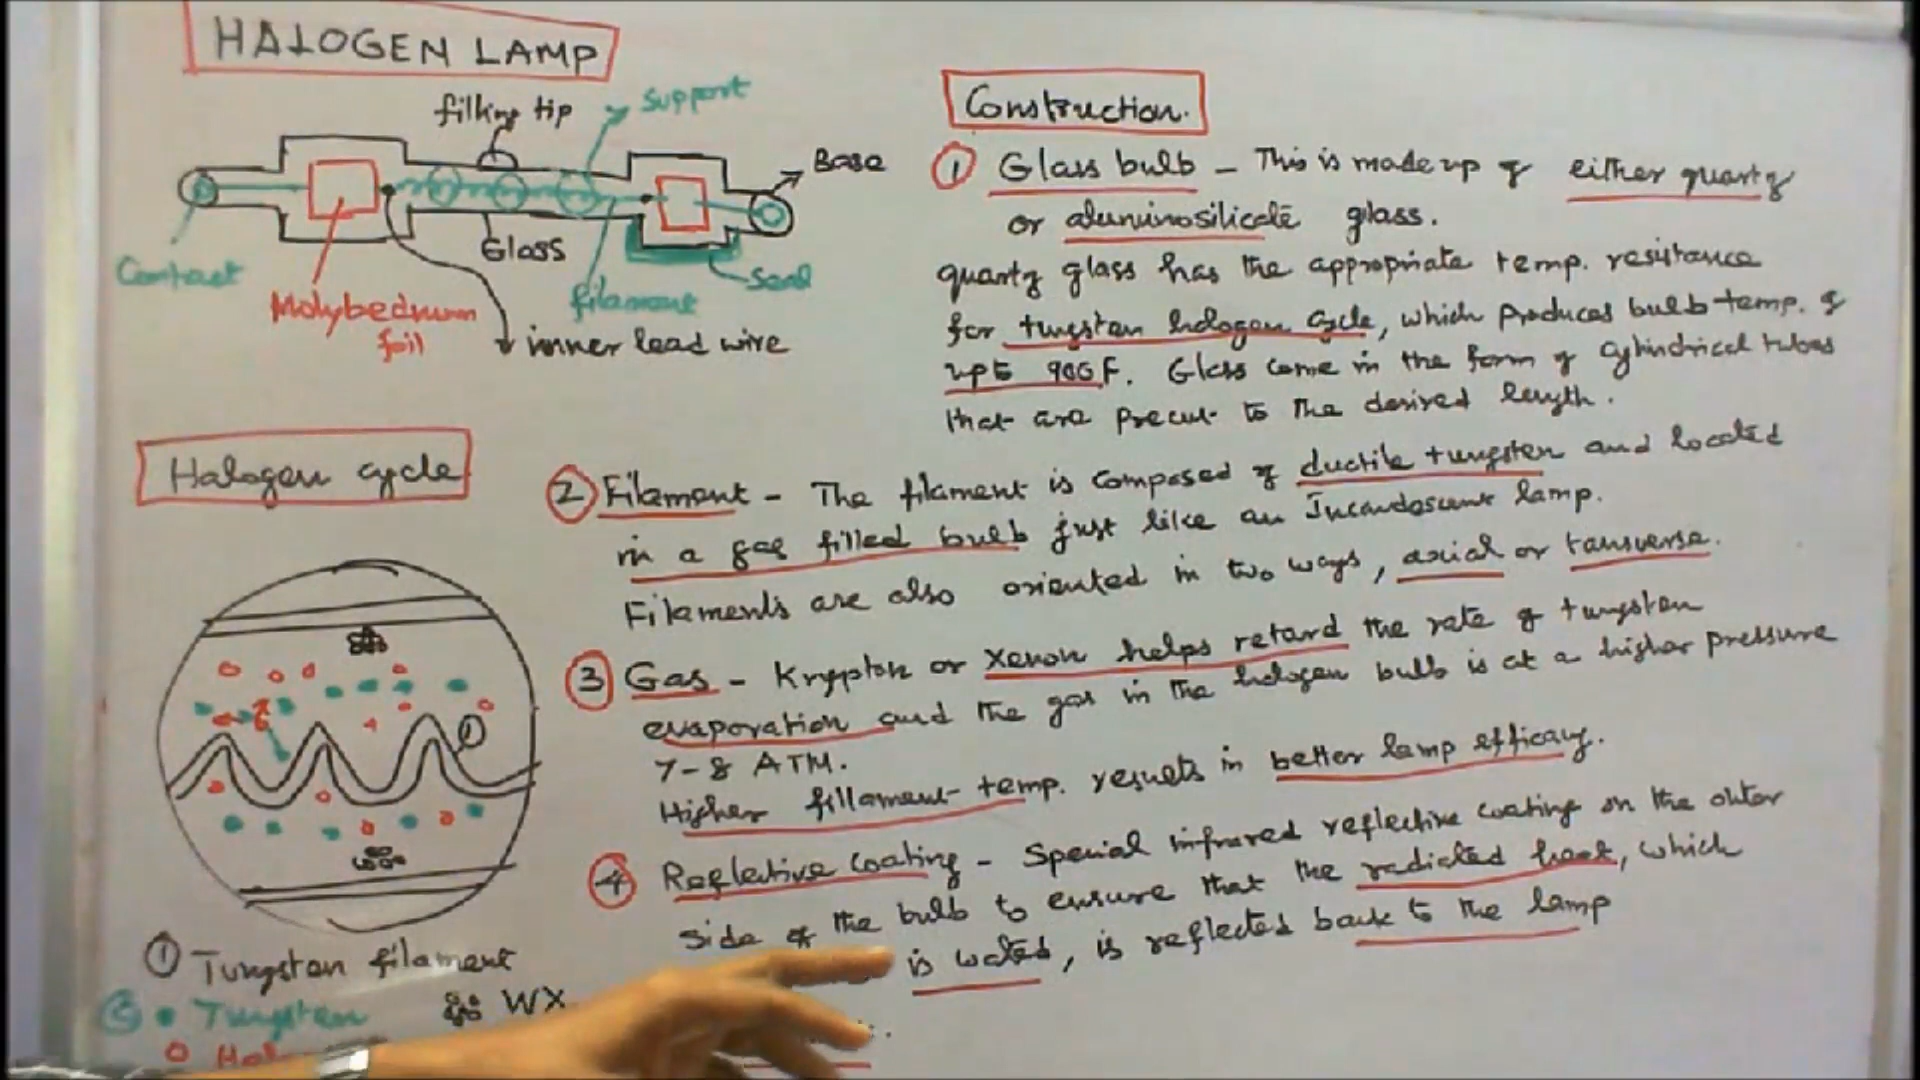 HALOGEN LAMP
filling tip
Support
Base
Contact
Glass
Seal
Molybednum
foil
filament
inner lead wire
Halogen cycle
① Tungsten filament
② Tungsten
WX
Construction.
① Glass bulb - This is made up of either quartz
or aluminosilicate glass.
quartz glass has the appropriate temp. resistance
for tungsten halogen cycle, which produces bulb temp. of
upto 900F. Glass come in the form of cylindrical tubes
that are precut to the desired length.
② Filament - The filament is composed of ductile tungsten and located
in a gas filled bulb just like an Incandescent lamp.
Filaments are also oriented in two ways, axial or tansverse.
③ Gas - Krypton or Xenon helps retard the rate of tungsten
evaporation and the gas in the halogen bulb is at a higher pressure
7-8 ATM.
Higher fillament temp. results in better lamp efficacy.
④ Reflective coating - Special infrared reflective coating on the outer
side of the bulb to ensure that the radiated heat, which
is wated, is reflected back to the lamp